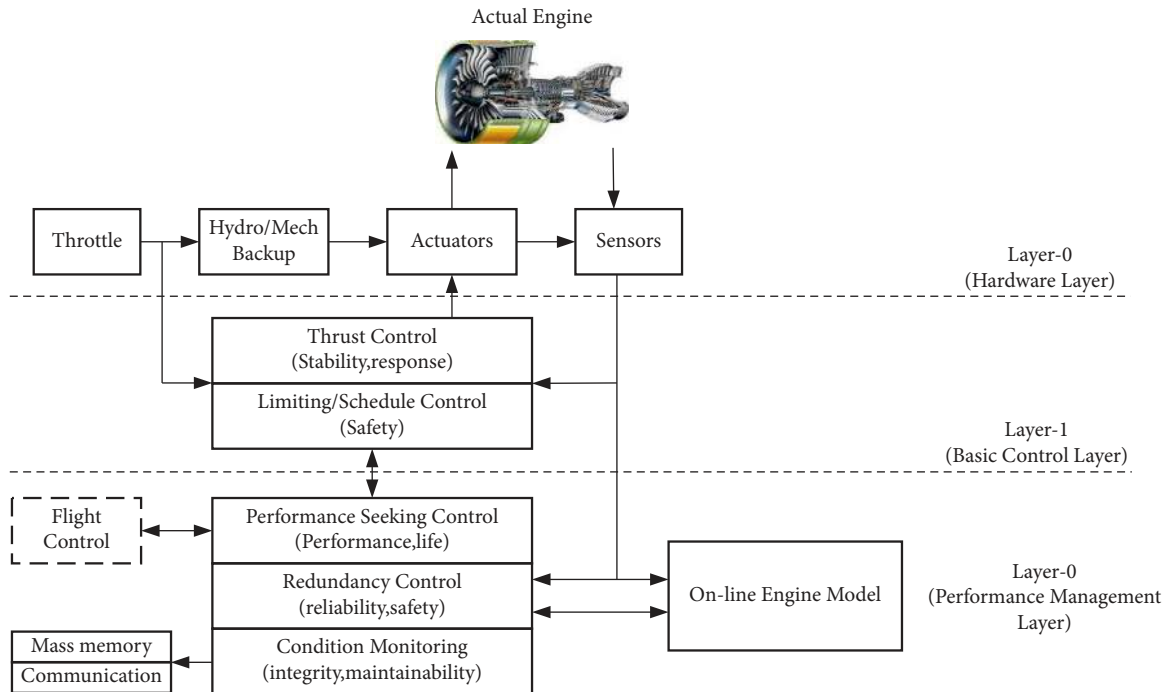 Actual Engine
Throttle
Hydro/Mech
Backup
Actuators
Sensors
Layer-0
(Hardware Layer)
Thrust Control
(Stability,response)
Limiting/Schedule Control
(Safety)
Layer-1
(Basic Control Layer)
Flight
Control
Performance Seeking Control
(Performance,life)
Redundancy Control
(reliability,safety)
Condition Monitoring
(integrity,maintainability)
On-line Engine Model
Layer-0
(Performance Management
Layer)
Mass memory
Communication